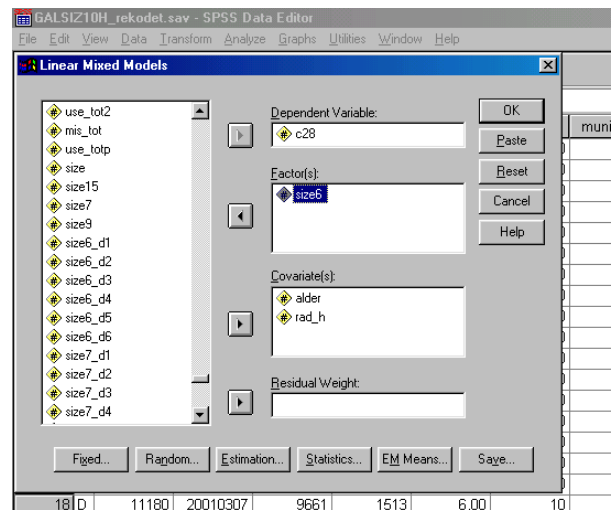 GALSIZ10H_rekodet.sav - SPSS Data Editor
File Edit View Data Transform Analyze Graphs Utilities Window Help
Linear Mixed Models
use_tot2
mis_tot
use_totp
size
size15
size7
size9
size6_d1
size6_d2
size6_d3
size6_d4
size6_d5
size6_d6
size7_d1
size7_d2
size7_d3
size7_d4
Dependent Variable:
c28
Factor(s):
size6
Covariate(s):
alder
rad_h
Residual Weight:
OK
Paste
Reset
Cancel
Help
muni
Fixed... Random... Estimation... Statistics... EM Means... Save...
18 D 11180 20010307 9661 1513 6.00 10